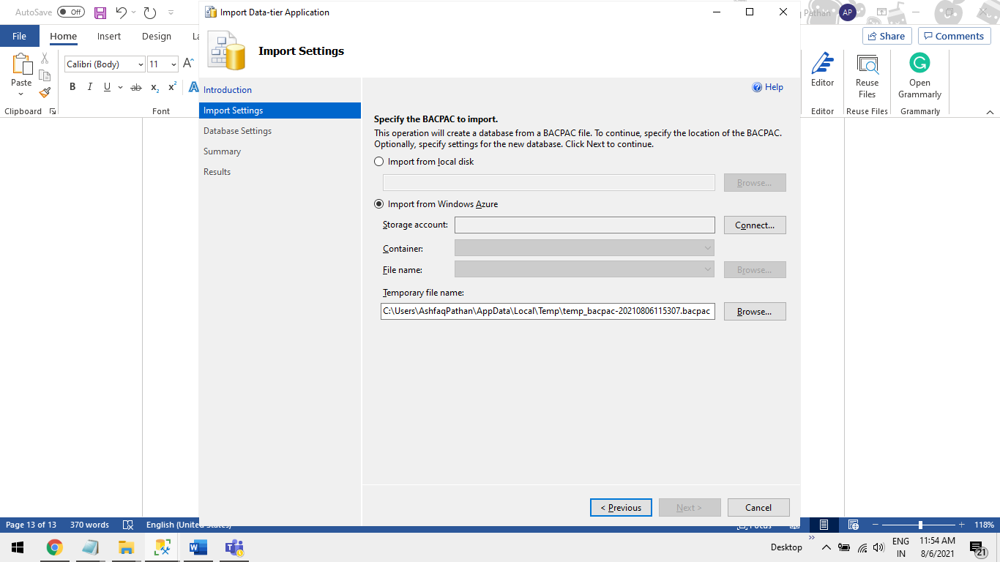 AutoSave Off
Import Data-tier Application
Pathan AP
File Home Insert Design La
Share Comments
Import Settings
Calibri (Body) 11 A
Paste
B I U ab x2 x2 A
Clipboard Font
Editor Reuse Files Open Grammarly
Editor Reuse Files Grammarly
Introduction
Import Settings
Database Settings
Summary
Results
Help
Specify the BACPAC to import.
This operation will create a database from a BACPAC file. To continue, specify the location of the BACPAC.
Optionally, specify settings for the new database. Click Next to continue.
Import from local disk
Browse...
Import from Windows Azure
Storage account: Connect...
Container:
File name: Browse...
Temporary file name:
C:\Users\AshfaqPathan\AppData\Local\Temp\temp_bacpac-20210806115307.bacpac Browse...
< Previous Next > Cancel
Page 13 of 13 370 words English (United States) Focus 118%
Desktop
ENG
IN
11:54 AM
8/6/2021
21